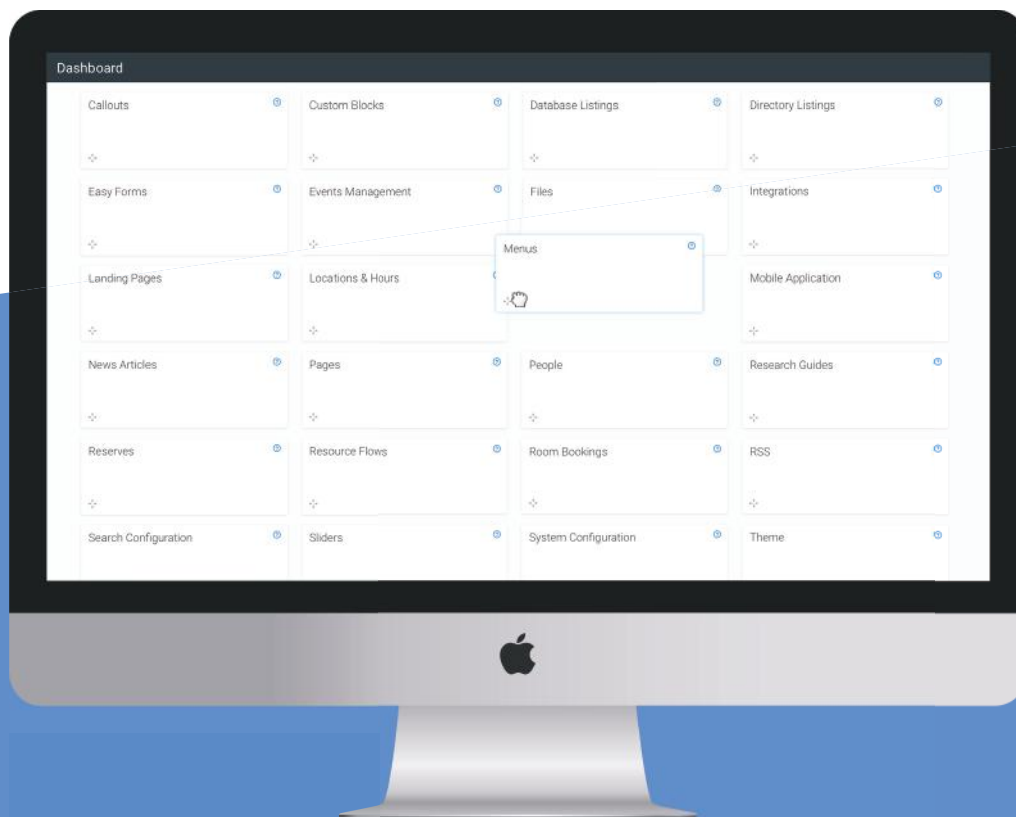 Dashboard
Callouts
Custom Blocks
Database Listings
Directory Listings
Easy Forms
Events Management
Files
Integrations
Menus
Landing Pages
Locations & Hours
Mobile Application
News Articles
Pages
People
Research Guides
Reserves
Resource Flows
Room Bookings
RSS
Search Configuration
Sliders
System Configuration
Theme